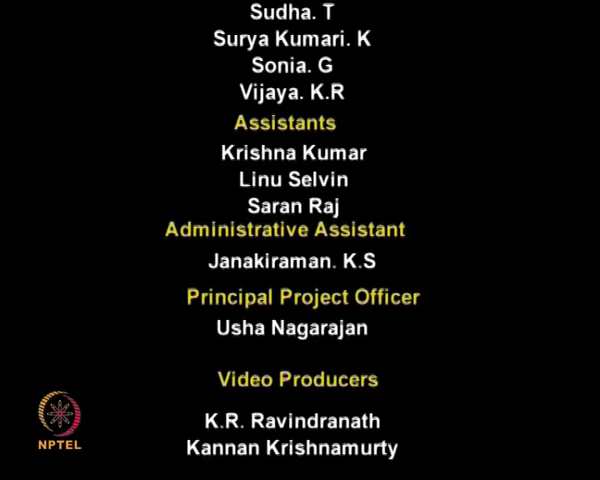 Sudha. T
Surya Kumari. K
Sonia. G
Vijaya. K.R
Assistants
Krishna Kumar
Linu Selvin
Saran Raj
Administrative Assistant
Janakiraman. K.S
Principal Project Officer
Usha Nagarajan
Video Producers
K.R. Ravindranath
Kannan Krishnamurty
NPTEL